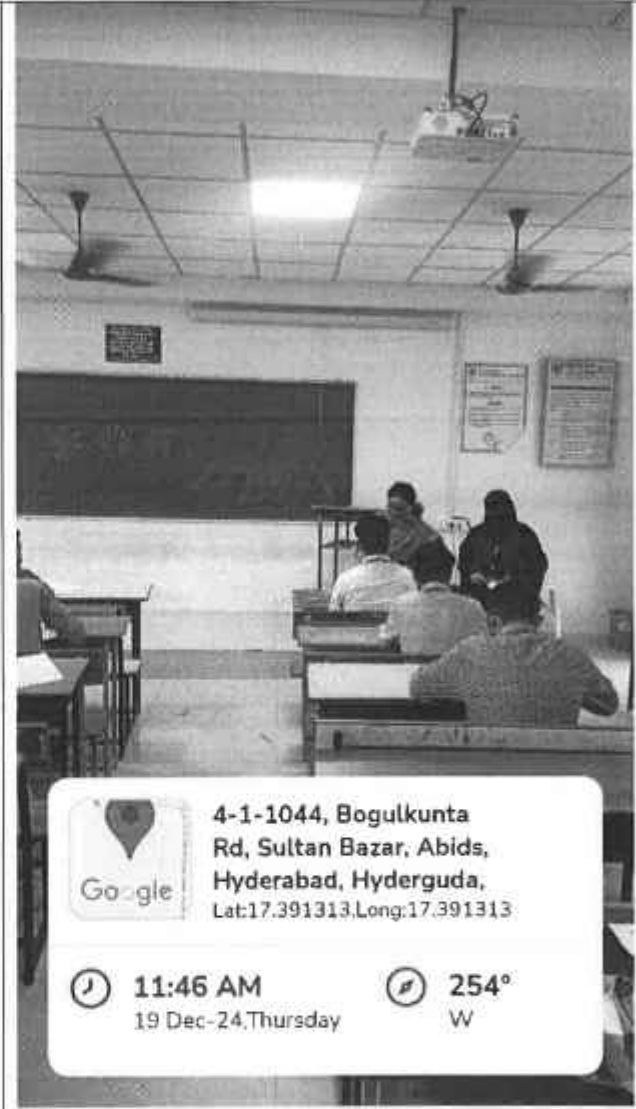 4-1-1044, Bogulkunta
Rd, Sultan Bazar, Abids,
Hyderabad, Hyderguda,
Lat:17.391313,Long:17.391313
Google
11:46 AM
19 Dec-24,Thursday
254°
W